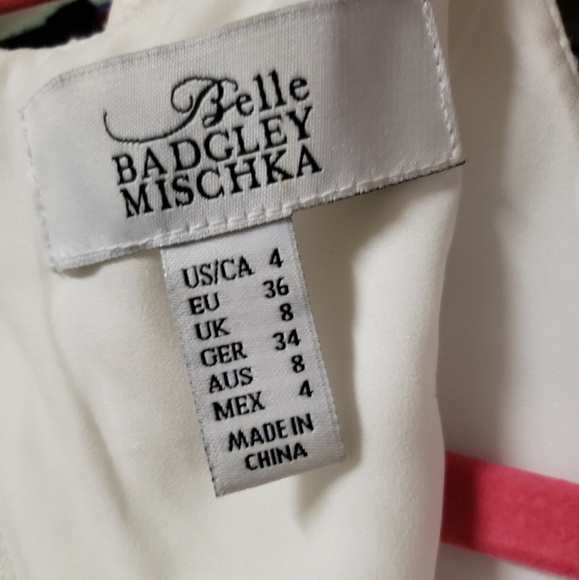 Belle
BADGLEY
MISCHKA
US/CA 4
EU 36
UK 8
GER 34
AUS 8
MEX 4
MADE IN
CHINA